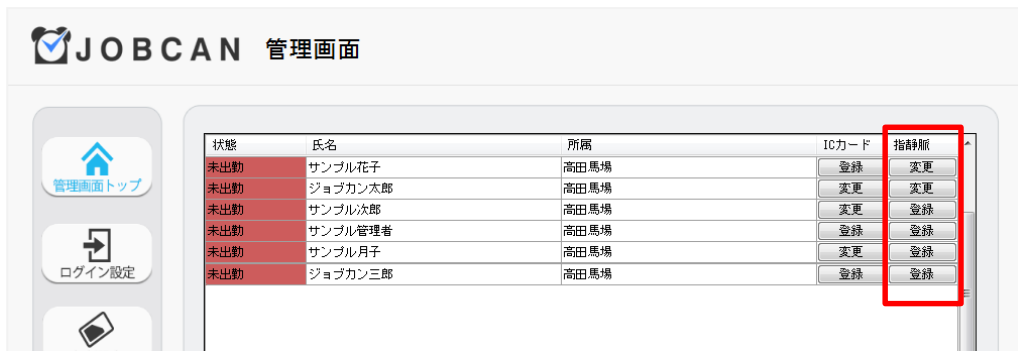 JOBCAN 管理画面
管理画面トップ
ログイン設定
状態 氏名 所属 ICカード 指静脈
未出勤 サンプル花子 高田馬場 登録 変更
未出勤 ジョブカン太郎 高田馬場 変更 変更
未出勤 サンプル次郎 高田馬場 変更 登録
未出勤 サンプル管理者 高田馬場 登録 登録
未出勤 サンプル月子 高田馬場 変更 登録
未出勤 ジョブカン三郎 高田馬場 登録 登録